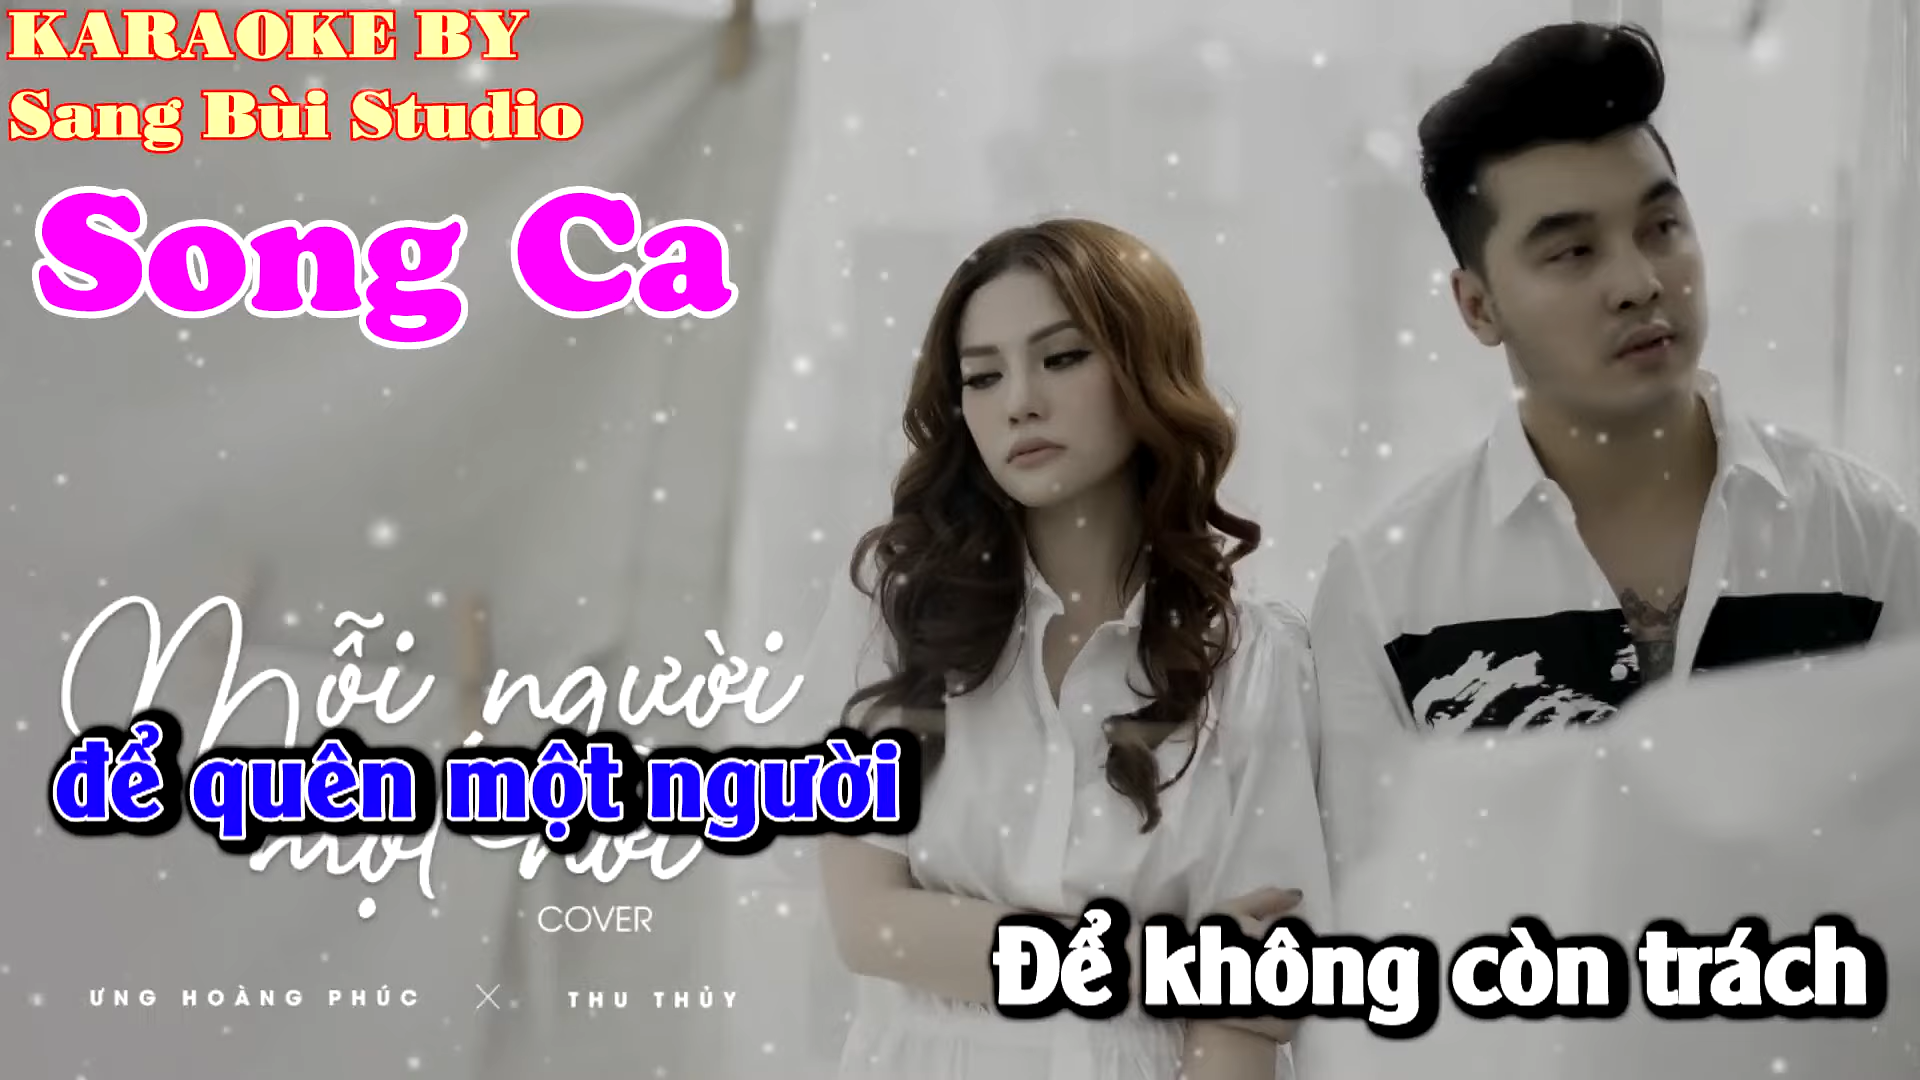 KARAOKE BY
Sang Bùi Studio
Song Ca
Mỗi người
để quên một người
một nơi
COVER
Để không còn trách
ƯNG HOÀNG PHÚC X THU THỦY